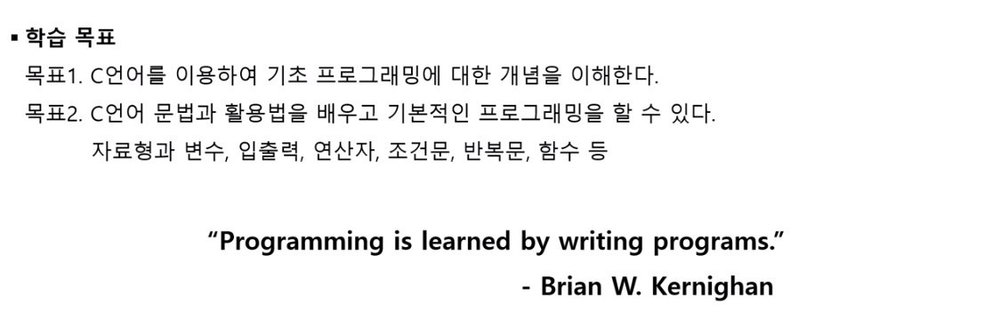 ▪ 학습 목표
목표1. C언어를 이용하여 기초 프로그래밍에 대한 개념을 이해한다.
목표2. C언어 문법과 활용법을 배우고 기본적인 프로그래밍을 할 수 있다.
자료형과 변수, 입출력, 연산자, 조건문, 반복문, 함수 등
“Programming is learned by writing programs.”
- Brian W. Kernighan